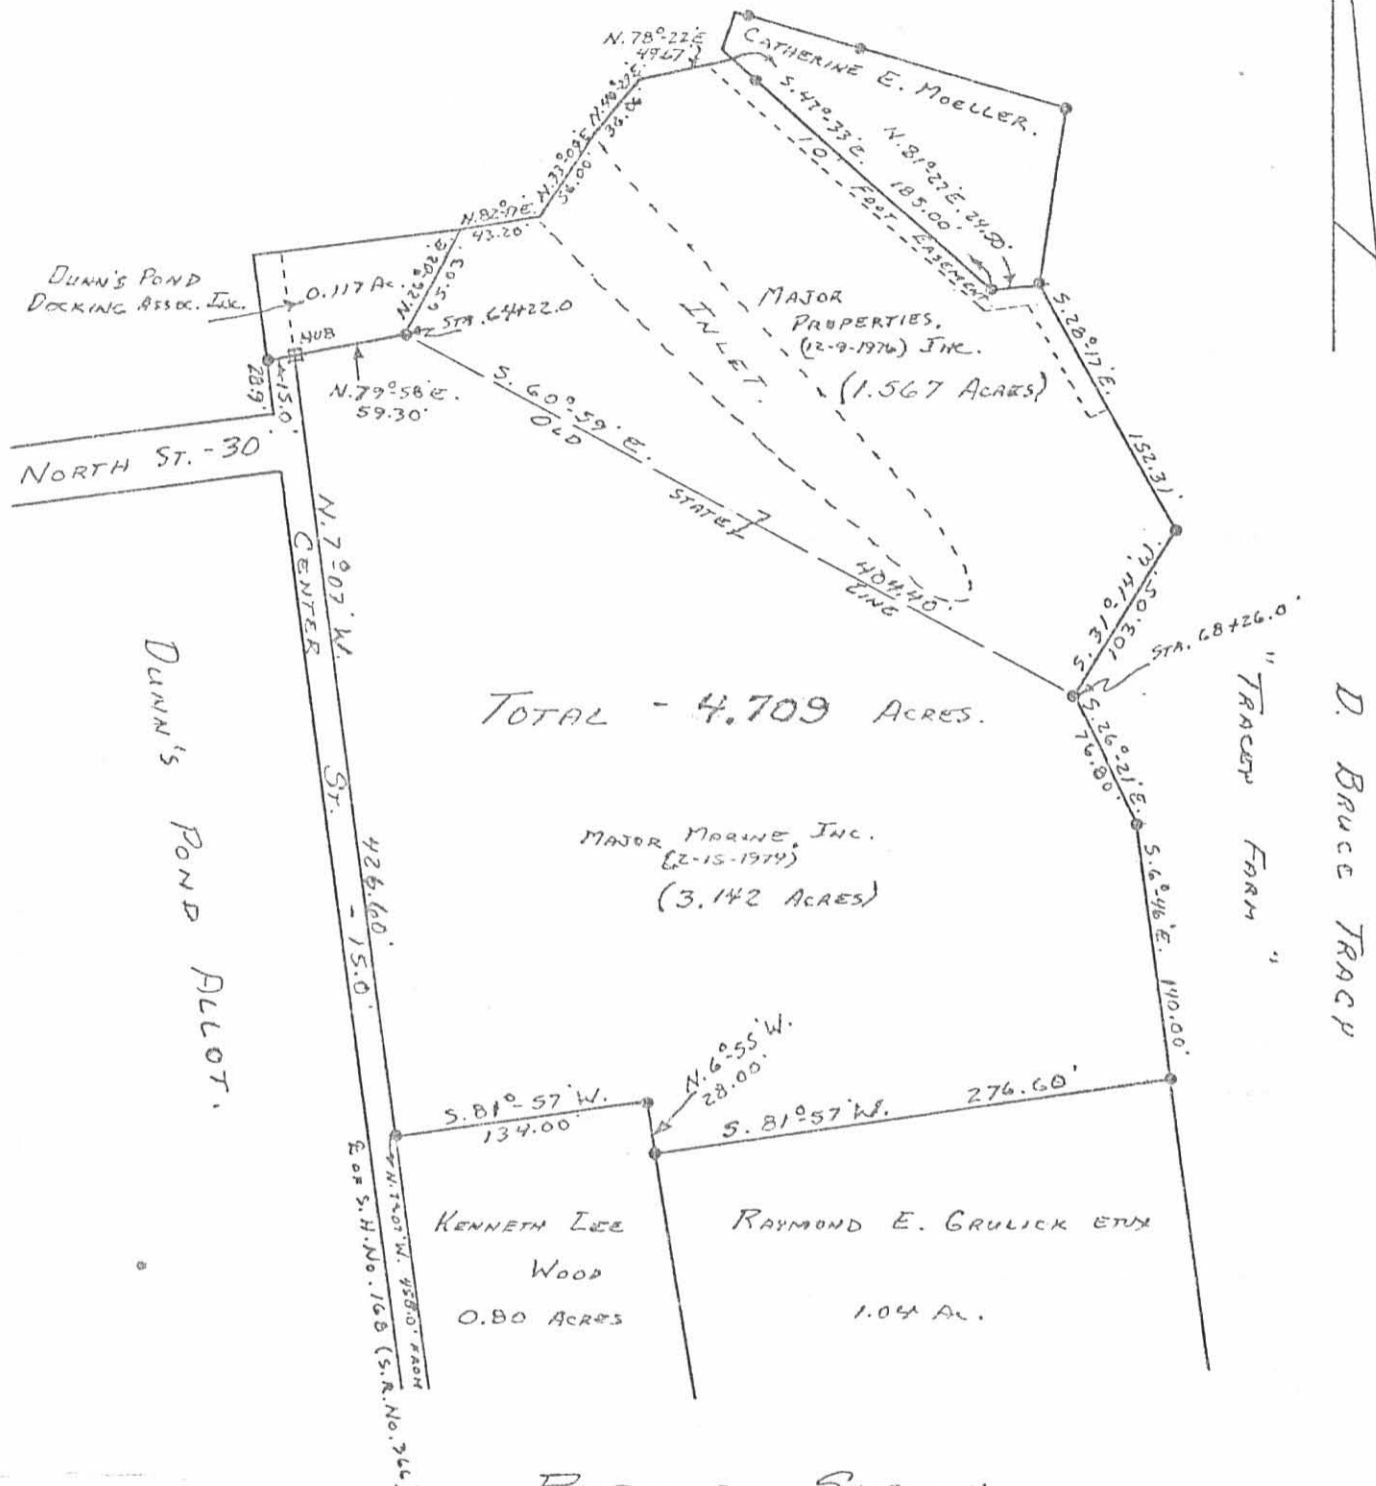 N.78°-22'E
49.67'
CATHERINE E. MOELLER.
136.06'
N.33°-09'E
56.00'
S.47°-33'E.
185.00'
N.81°-27'E. 24.50'
10' FOOT EASEMENT
N.82°-17'E.
43.20'
DUNN'S POND
DOCKING ASSOC. INC.
0.117 AC.
N.26°-02'E.
65.03'
STA. 64+22.0
HUB
28.9'
15.0'
N.79°-58'E.
59.30'
INLET.
MAJOR
PROPERTIES,
(12-9-1976) INC.
(1.567 ACRES)
S.28°-17'E.
152.31'
S. 60°-59'E.
404.40'
OLD STATE LINE
NORTH ST. - 30'
S.31°-14'W.
103.05'
STA. 68+26.0'
N.7°-07'W.
426.60'
CENTER ST. - 15.0'
DUNN'S POND ALLOT.
TOTAL - 4.709 ACRES.
S.26°-21'E.
76.80'
D. BRUCE TRACY
"TRACEY FARM"
MAJOR MARINE, INC.
(3.142 ACRES)
S.6°-46'E.
140.00'
N.6°-55'W.
28.00'
S.81°-57'W.
134.00'
S.81°-57'W. 276.60'
N.7°-07'W. 458.0' FROM
℄ OF S.H.No.168 (S.R.No.366
KENNETH LEE
WOOD
0.80 ACRES
RAYMOND E. GRULICK ETUX
1.04 AC.